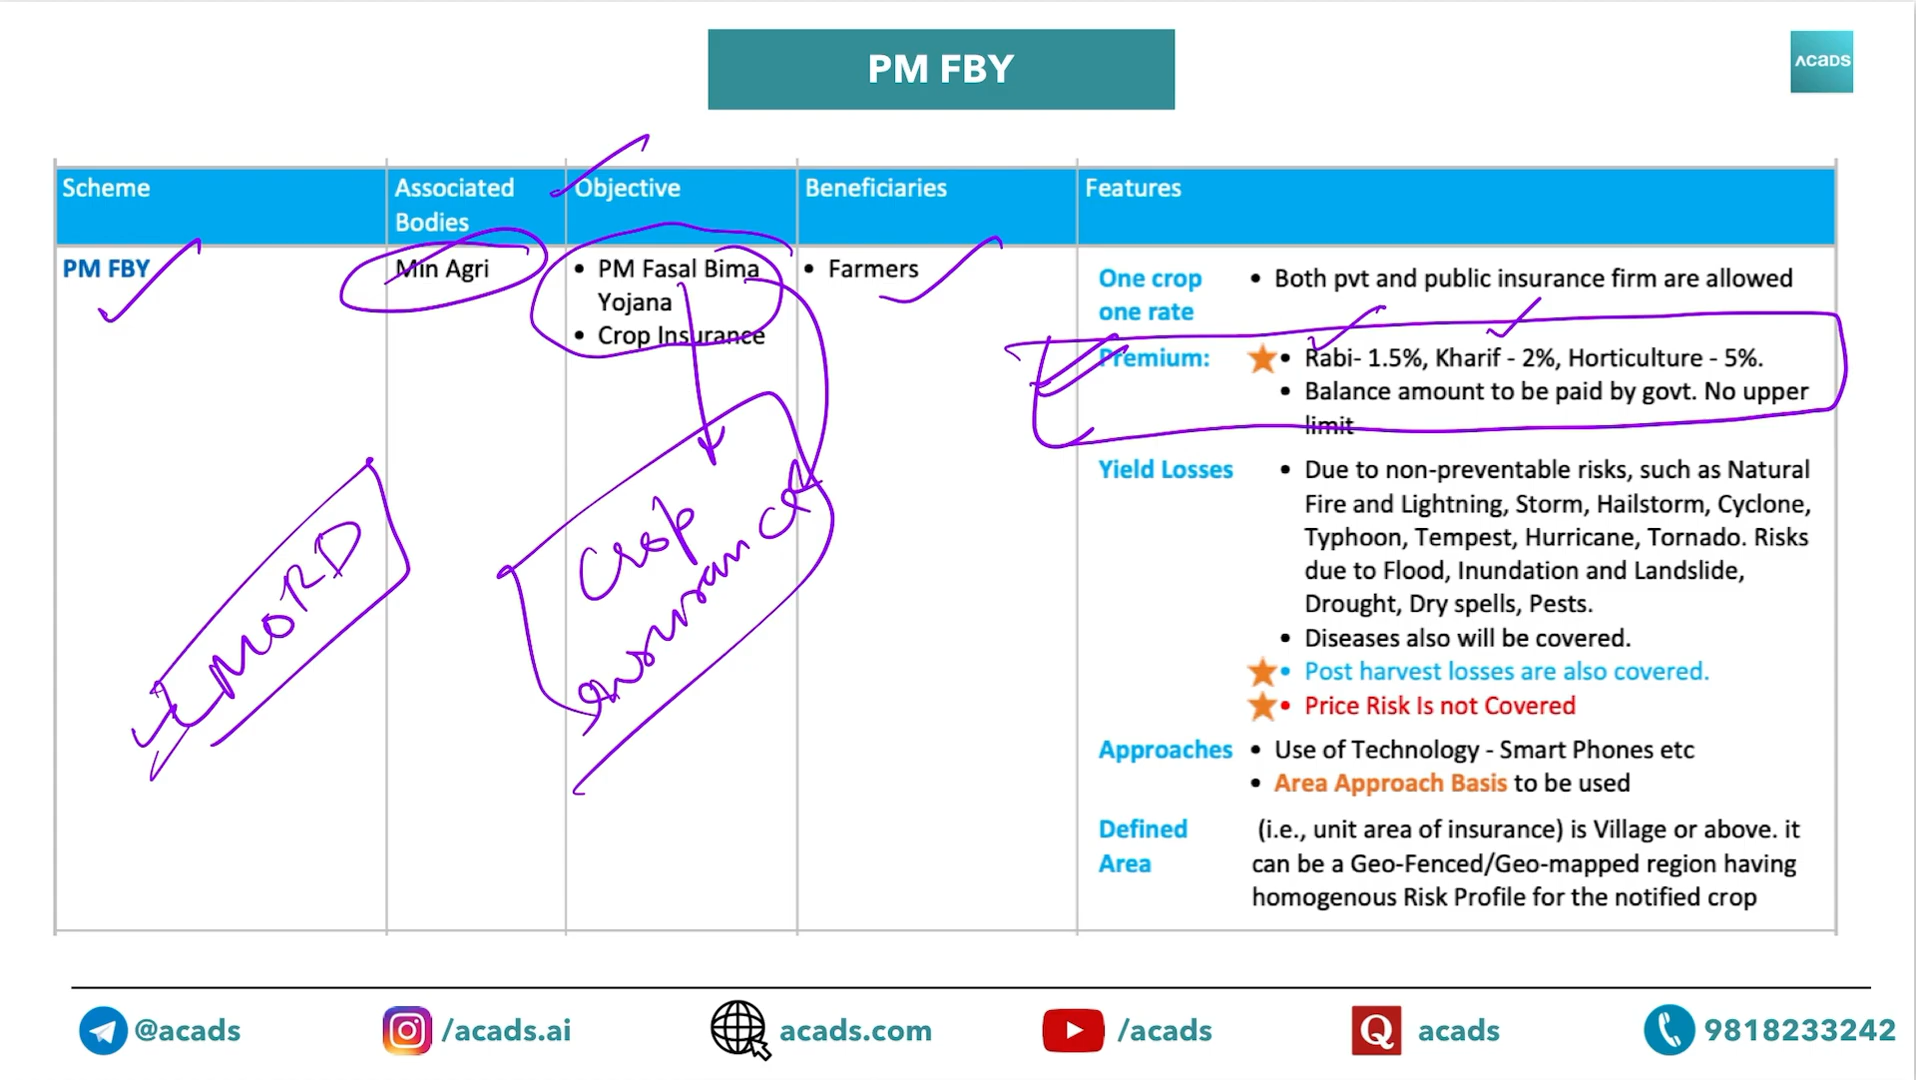 PM FBY
ACADS
Scheme
Associated
Bodies
Objective
Beneficiaries
Features
PM FBY
Min Agri
• PM Fasal Bima
Yojana
• Crop Insurance
• Farmers
One crop
one rate
• Both pvt and public insurance firm are allowed
Premium:
• Rabi- 1.5%, Kharif - 2%, Horticulture - 5%.
• Balance amount to be paid by govt. No upper
limit
Yield Losses
• Due to non-preventable risks, such as Natural
Fire and Lightning, Storm, Hailstorm, Cyclone,
Typhoon, Tempest, Hurricane, Tornado. Risks
due to Flood, Inundation and Landslide,
Drought, Dry spells, Pests.
• Diseases also will be covered.
• Post harvest losses are also covered.
• Price Risk Is not Covered
Approaches
• Use of Technology - Smart Phones etc
• Area Approach Basis to be used
Defined
Area
(i.e., unit area of insurance) is Village or above. it
can be a Geo-Fenced/Geo-mapped region having
homogenous Risk Profile for the notified crop
MORD
Crop
Insurance
@acads
/acads.ai
acads.com
/acads
acads
9818233242